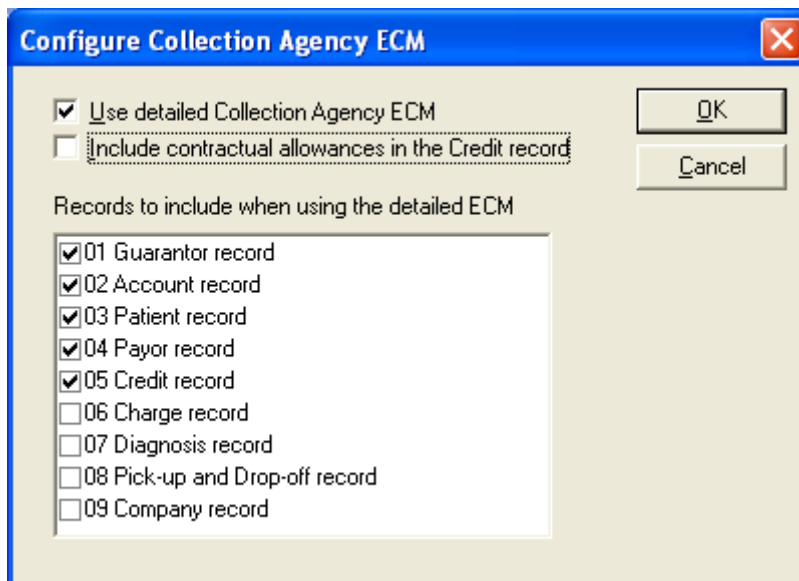 Configure Collection Agency ECM
Use detailed Collection Agency ECM
OK
Include contractual allowances in the Credit record
Cancel
Records to include when using the detailed ECM
01 Guarantor record
02 Account record
03 Patient record
04 Payor record
05 Credit record
06 Charge record
07 Diagnosis record
08 Pick-up and Drop-off record
09 Company record